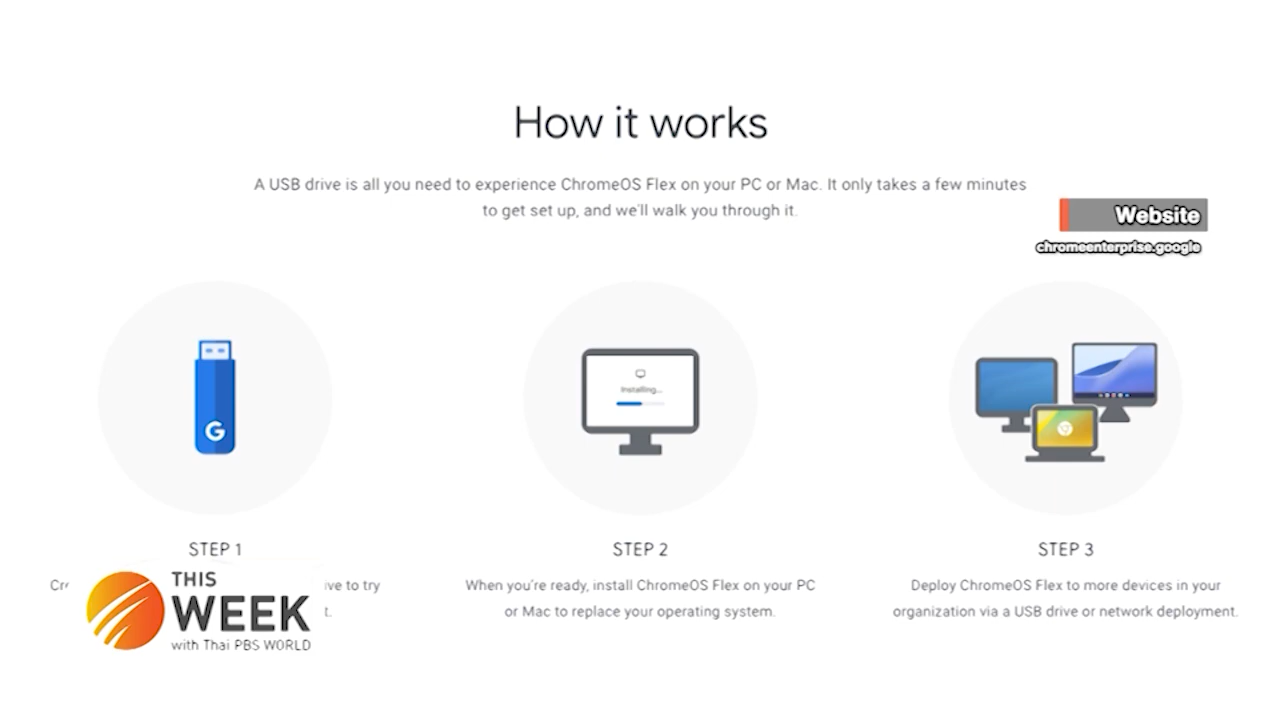 How it works
A USB drive is all you need to experience ChromeOS Flex on your PC or Mac. It only takes a few minutes
to get set up, and we'll walk you through it.
Website
chromeenterprise.google
Installing...
G
STEP 1
to try
STEP 2
When you're ready, install ChromeOS Flex on your PC
or Mac to replace your operating system.
STEP 3
Deploy ChromeOS Flex to more devices in your
organization via a USB drive or network deployment.
THIS
WEEK
with Thai PBS WORLD